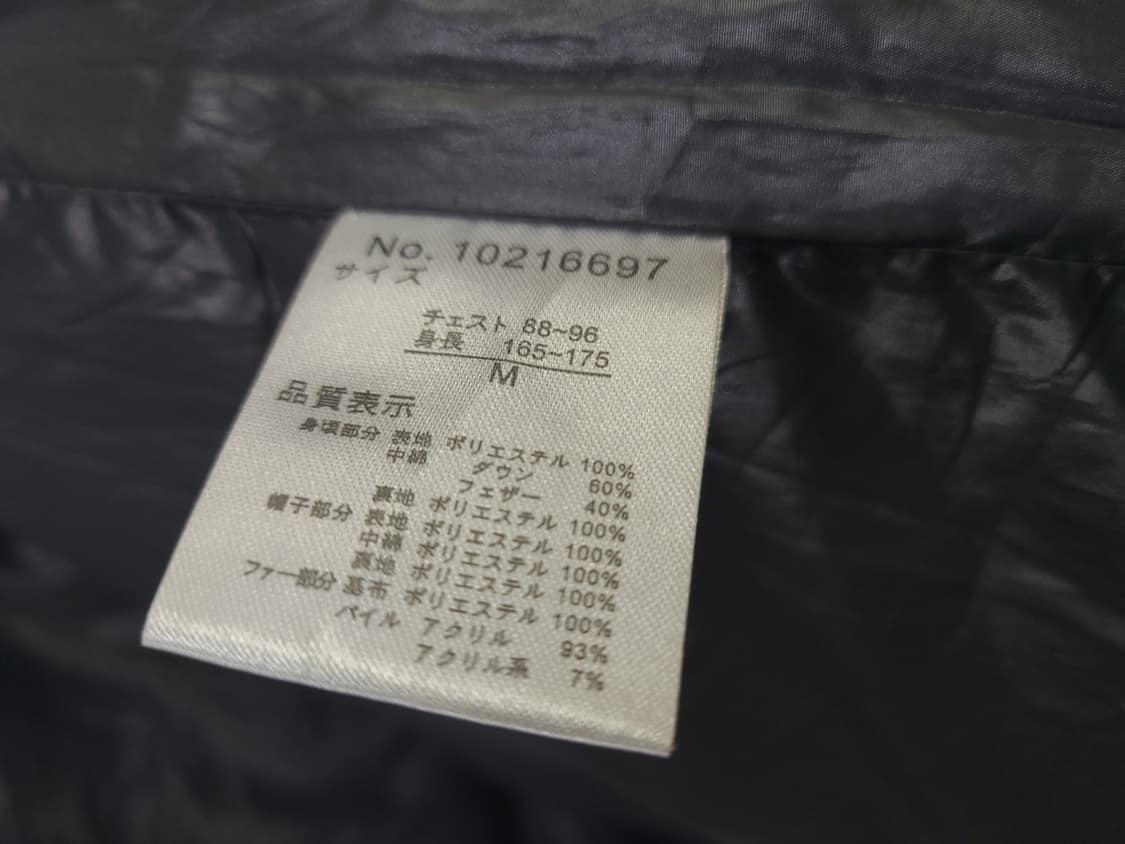 No. 10216697
サイズ
チェスト 88~96
身長 165~175
M
品質表示
身頃部分 表地 ポリエステル 100%
中綿 ダウン 60%
フェザー 40%
裏地 ポリエステル 100%
帽子部分 表地 ポリエステル 100%
中綿 ポリエステル 100%
裏地 ポリエステル 100%
ファー部分 基布 ポリエステル 100%
パイル アクリル 93%
アクリル系 7%